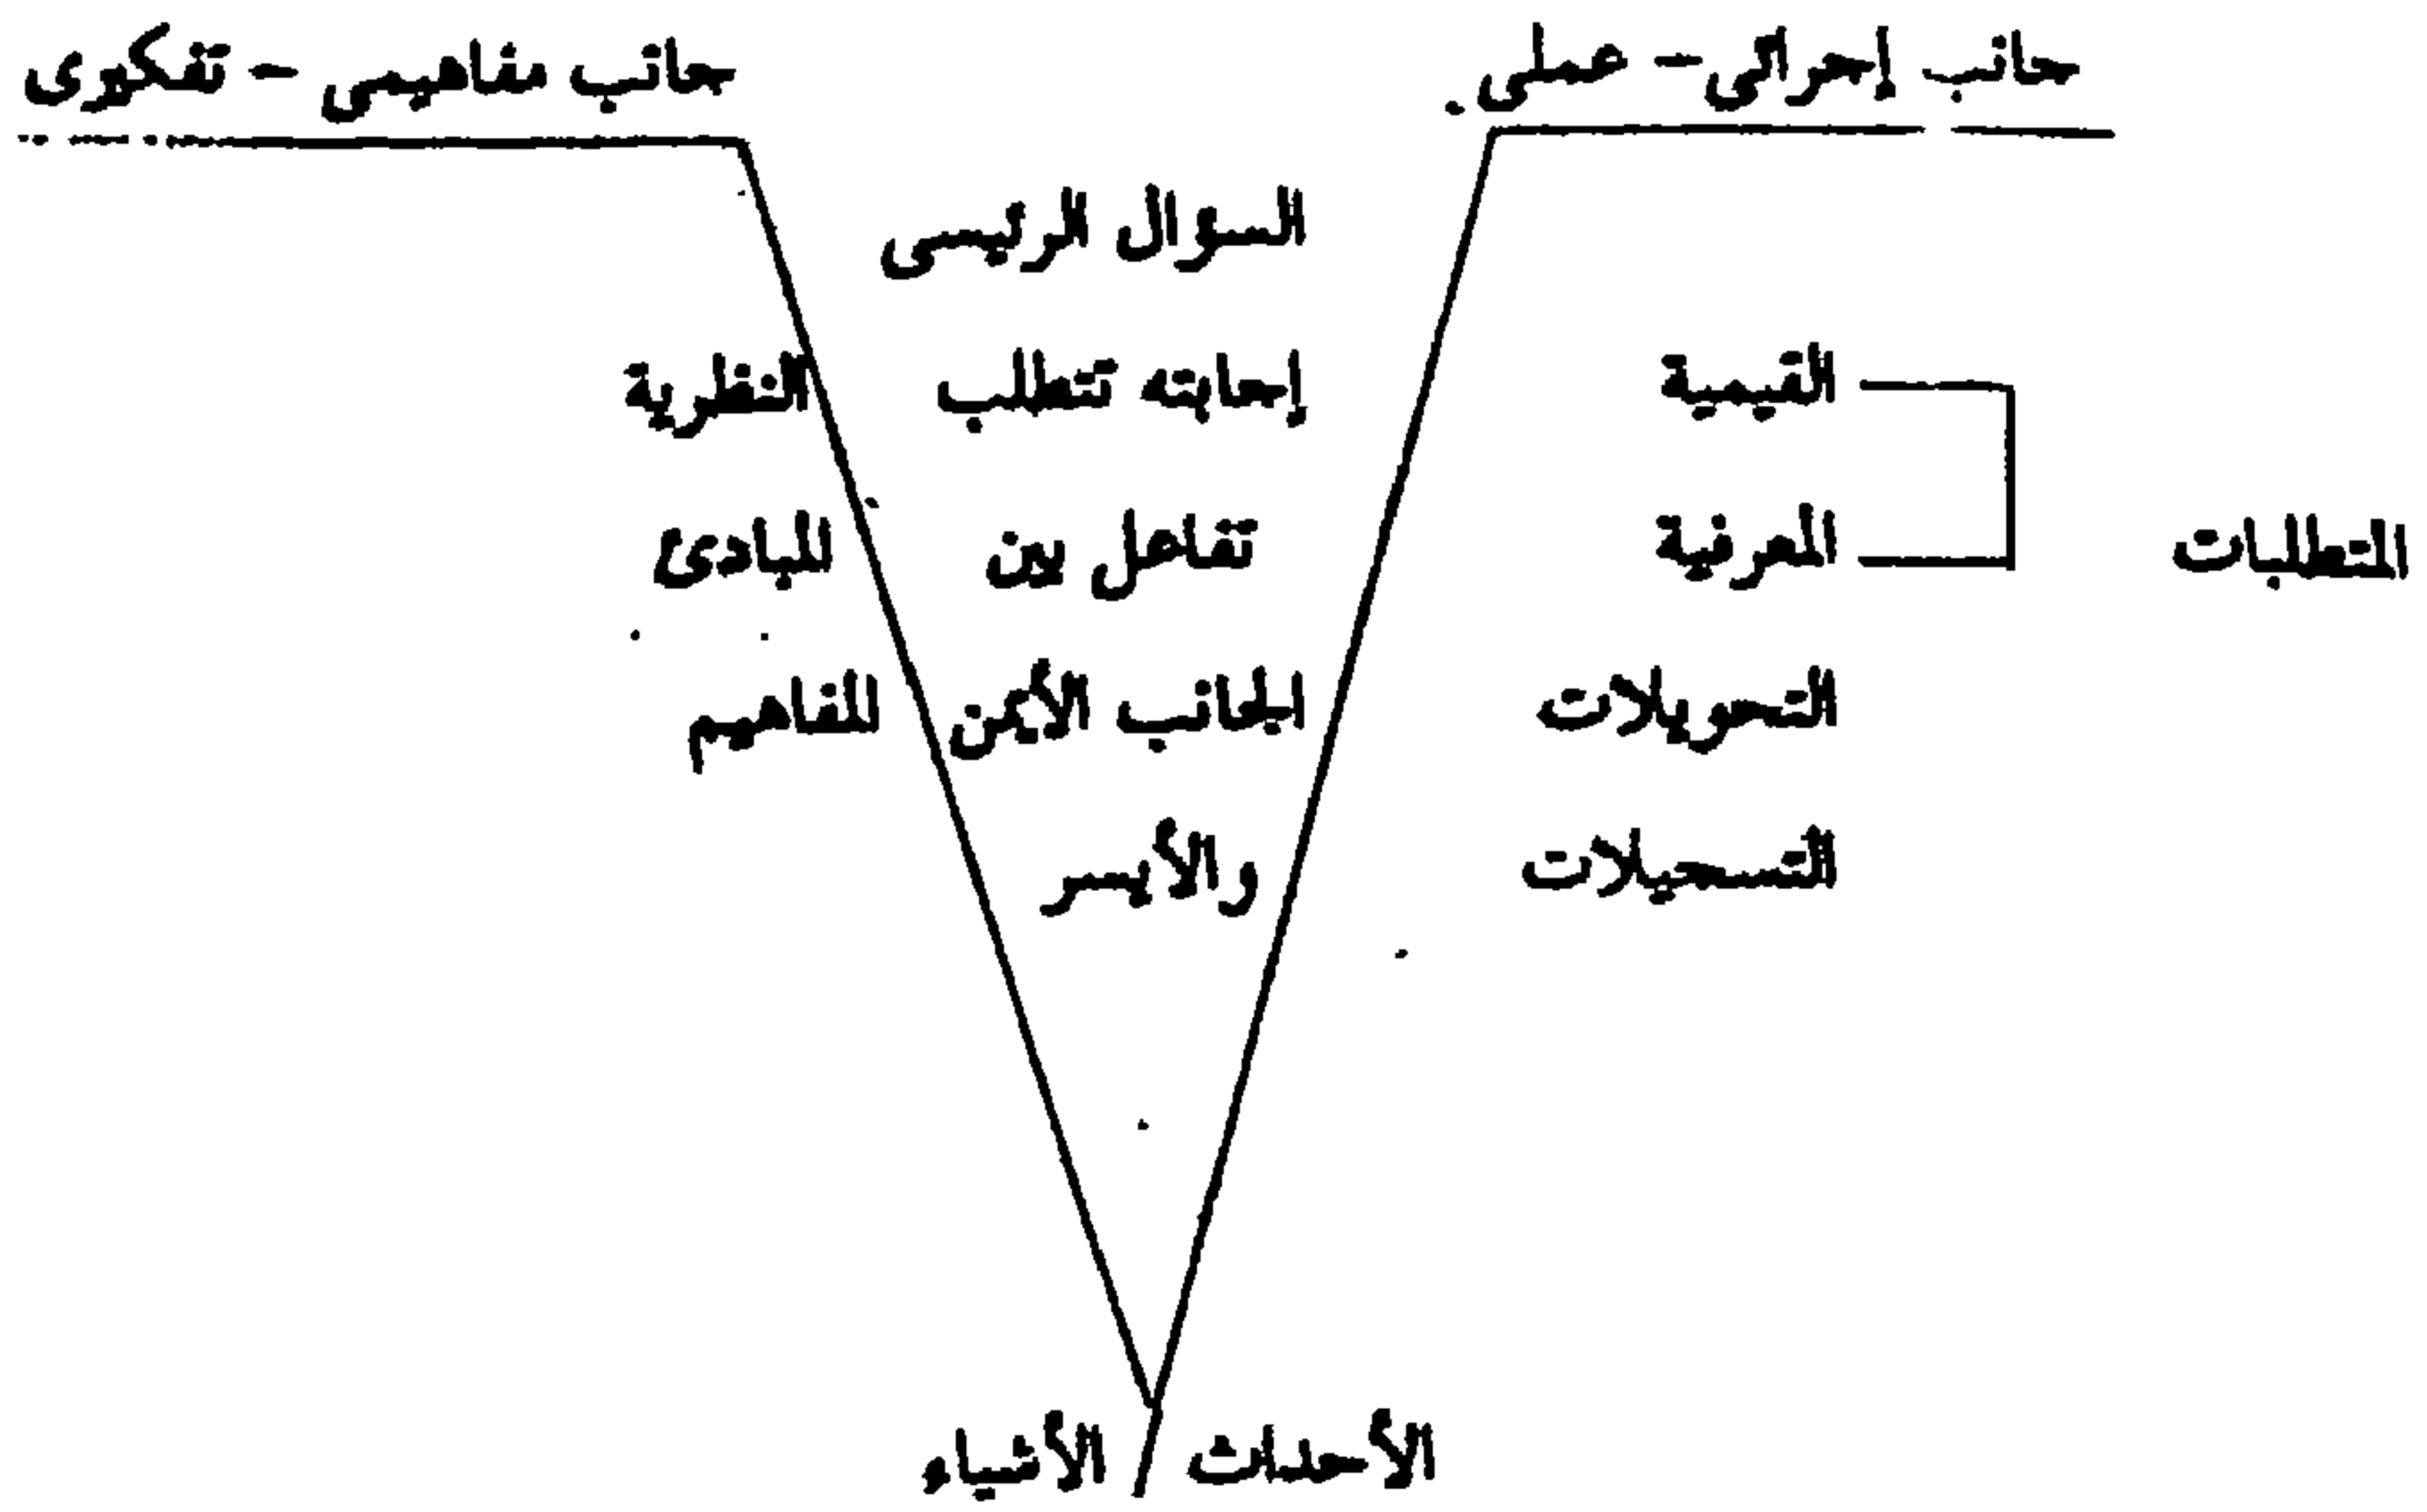 جانب إجرائي - عملي
جانب مفاهيمي - تفكيري
السؤال الرئيسى
القيمية
إجابته تتطلب
النظرية
المتطلبات
المعرفية
تفاعل بين
المبادئ
التحويلات
الجانب الأيمن
المفاهيم
التسجيلات
والأيسر
الأحداث
الأشياء